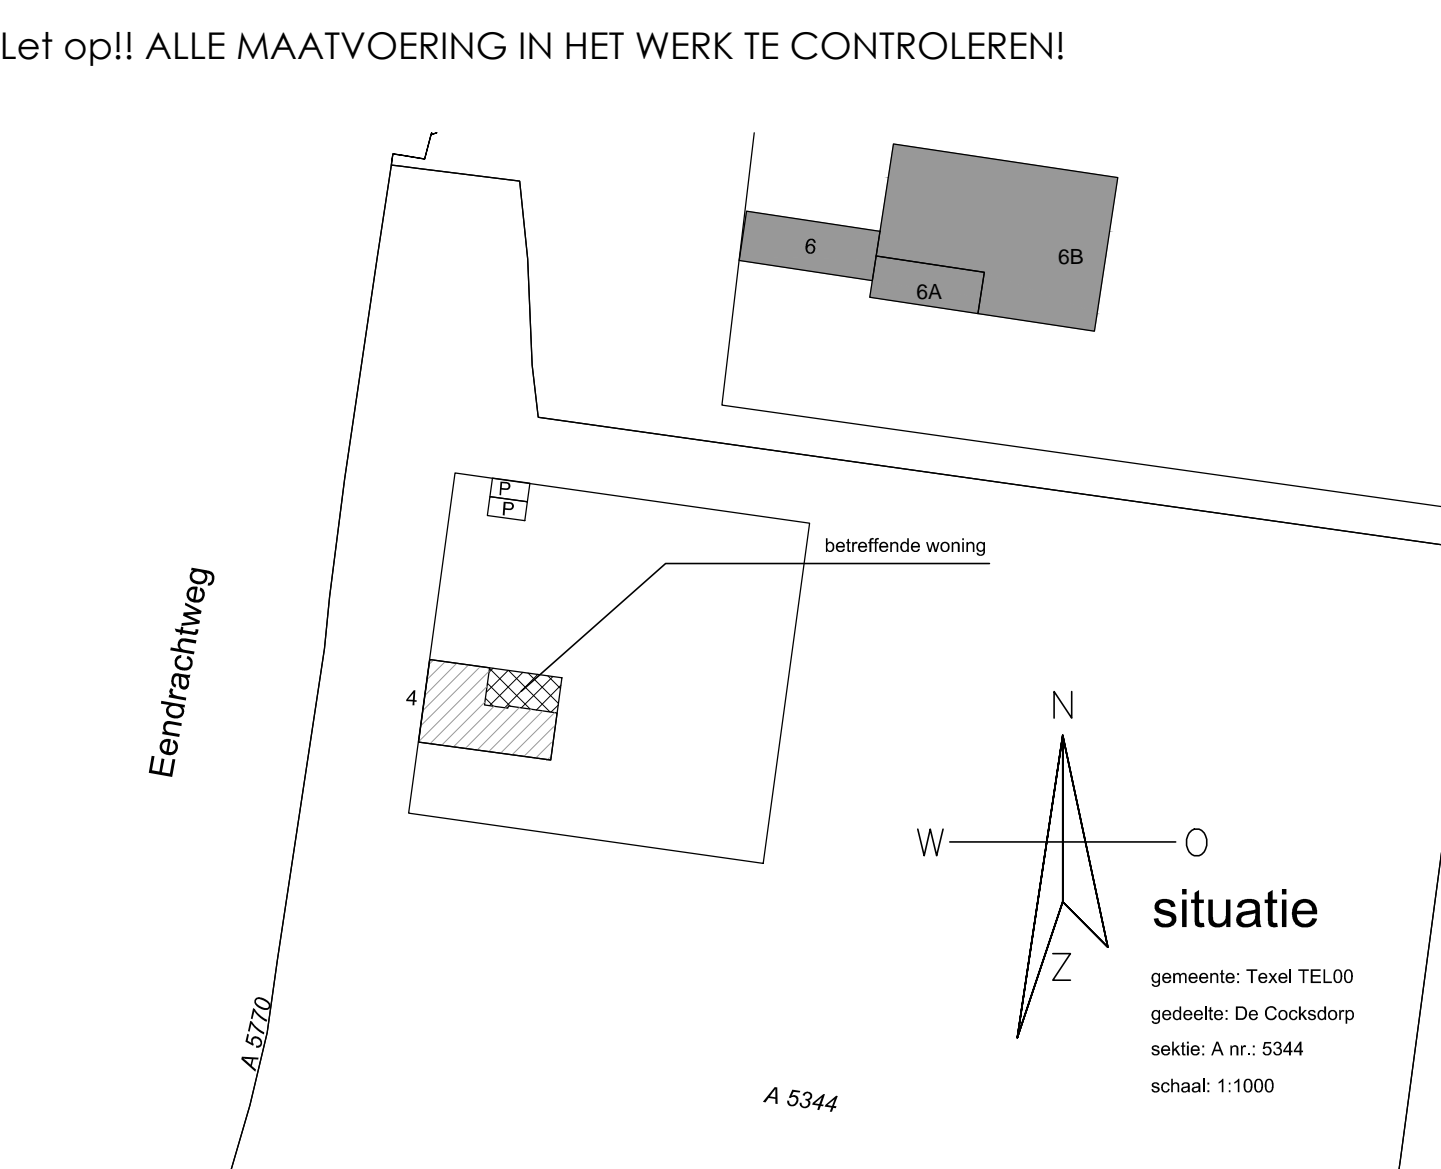 Let op!! ALLE MAATVOERING IN HET WERK TE CONTROLEREN!
6
6A
6B
P
P
betreffende woning
Eendrachtweg
4
N
W
O
Z
situatie
gemeente: Texel TEL00
gedeelte: De Cocksdorp
sektie: A nr.: 5344
schaal: 1:1000
A 5770
A 5344